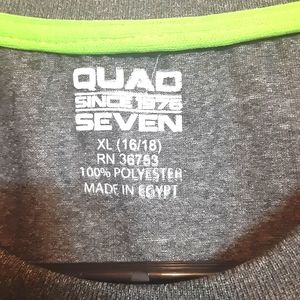 QUAD
SINCE 1976
SEVEN
XL (16/18)
RN 36753
100% POLYESTER
MADE IN EGYPT